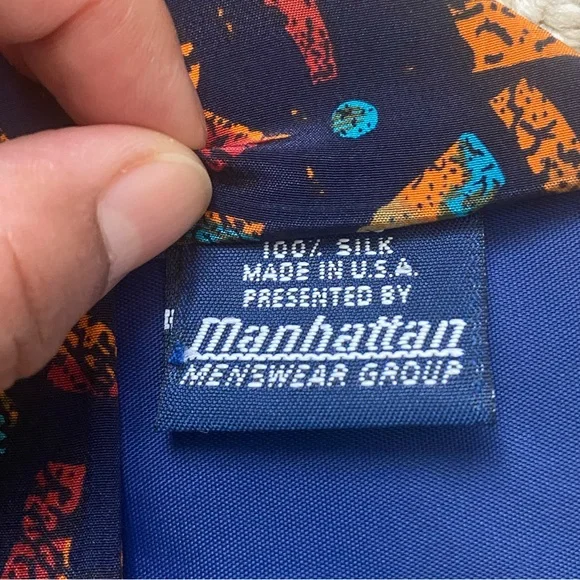 100% SILK
MADE IN U.S.A.
PRESENTED BY
Manhattan
MENSWEAR GROUP